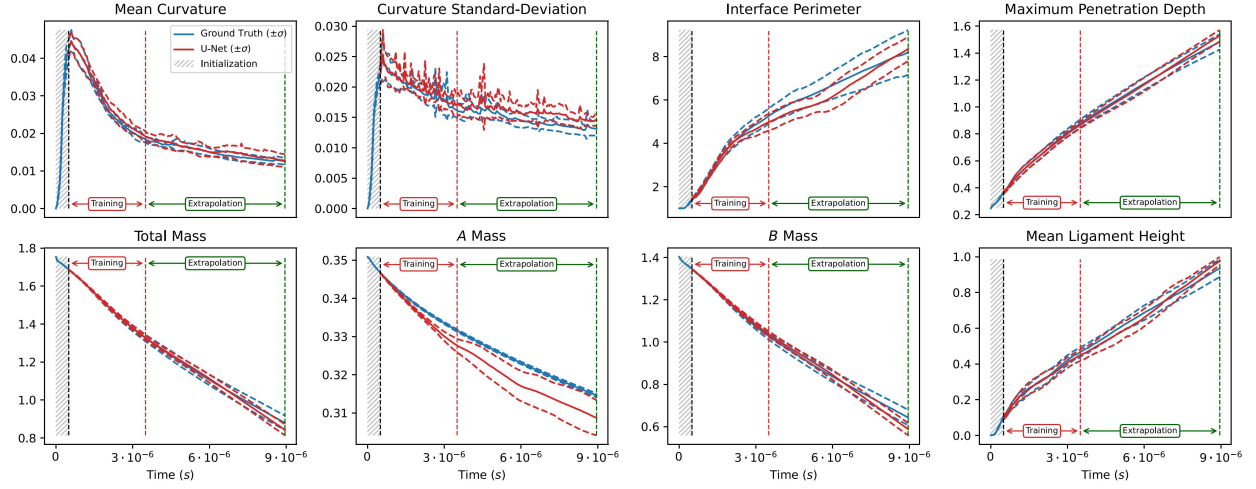 Mean Curvature
0.04
0.03
0.02
0.01
0.00
Ground Truth (±σ)
U-Net (±σ)
Initialization
Training
Extrapolation
Curvature Standard-Deviation
0.030
0.025
0.020
0.015
0.010
0.005
0.000
Training
Extrapolation
Interface Perimeter
8
6
4
2
Training
Extrapolation
Maximum Penetration Depth
1.6
1.4
1.2
1.0
0.8
0.6
0.4
0.2
Training
Extrapolation
Total Mass
1.8
1.6
1.4
1.2
1.0
0.8
Training
Extrapolation
0
3·10⁻⁶
6·10⁻⁶
9·10⁻⁶
Time (s)
A Mass
0.35
0.34
0.33
0.32
0.31
Training
Extrapolation
0
3·10⁻⁶
6·10⁻⁶
9·10⁻⁶
Time (s)
B Mass
1.4
1.2
1.0
0.8
0.6
Training
Extrapolation
0
3·10⁻⁶
6·10⁻⁶
9·10⁻⁶
Time (s)
Mean Ligament Height
1.0
0.8
0.6
0.4
0.2
0.0
Training
Extrapolation
0
3·10⁻⁶
6·10⁻⁶
9·10⁻⁶
Time (s)